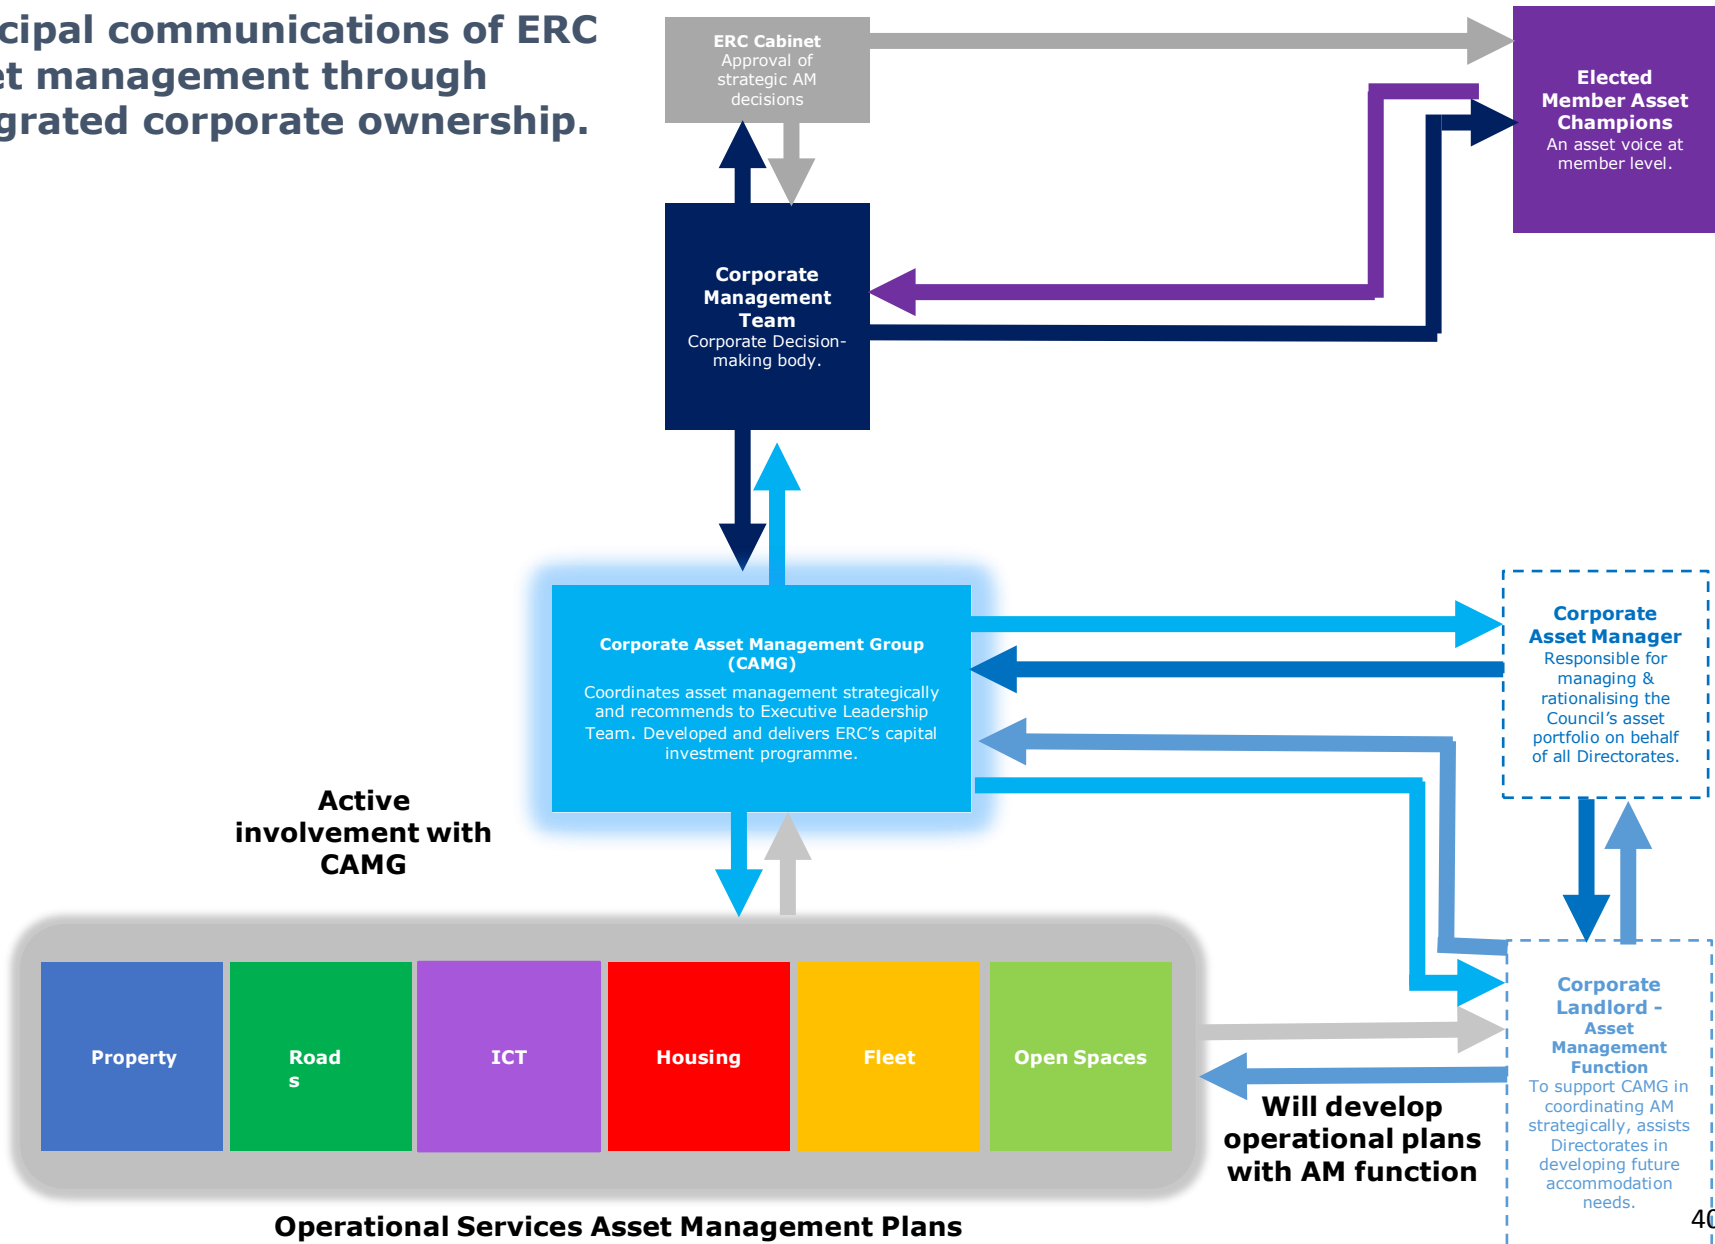 cipal communications of ERC
et management through
grated corporate ownership.
ERC Cabinet
Approval of
strategic AM
decisions
Elected
Member Asset
Champions
An asset voice at
member level.
Corporate
Management
Team
Corporate Decision-
making body.
Corporate Asset Management Group
(CAMG)
Coordinates asset management strategically
and recommends to Executive Leadership
Team. Developed and delivers ERC’s capital
investment programme.
Corporate
Asset Manager
Responsible for
managing &
rationalising the
Council’s asset
portfolio on behalf
of all Directorates.
Active
involvement with
CAMG
Property
Road
s
ICT
Housing
Fleet
Open Spaces
Corporate
Landlord -
Asset
Management
Function
To support CAMG in
coordinating AM
strategically, assists
Directorates in
developing future
accommodation
needs.
Will develop
operational plans
with AM function
Operational Services Asset Management Plans
40